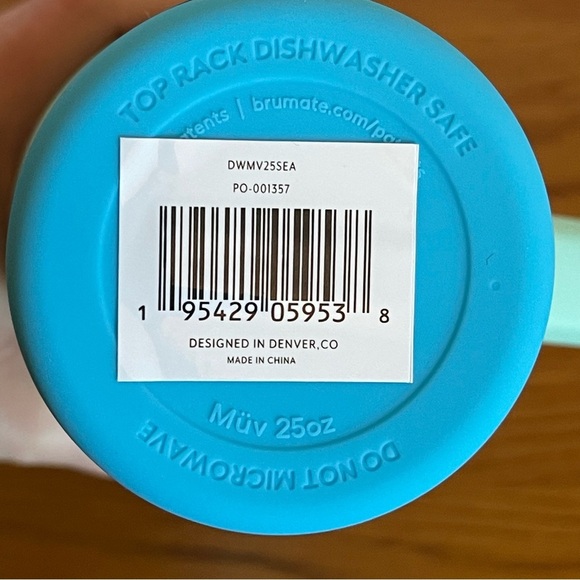 TOP RACK DISHWASHER SAFE
| brumate.com/
DWMV25SEA
PO-001357
1 95429 05953 8
DESIGNED IN DENVER,CO
MADE IN CHINA
Müv 25oz
DO NOT MICROWAVE